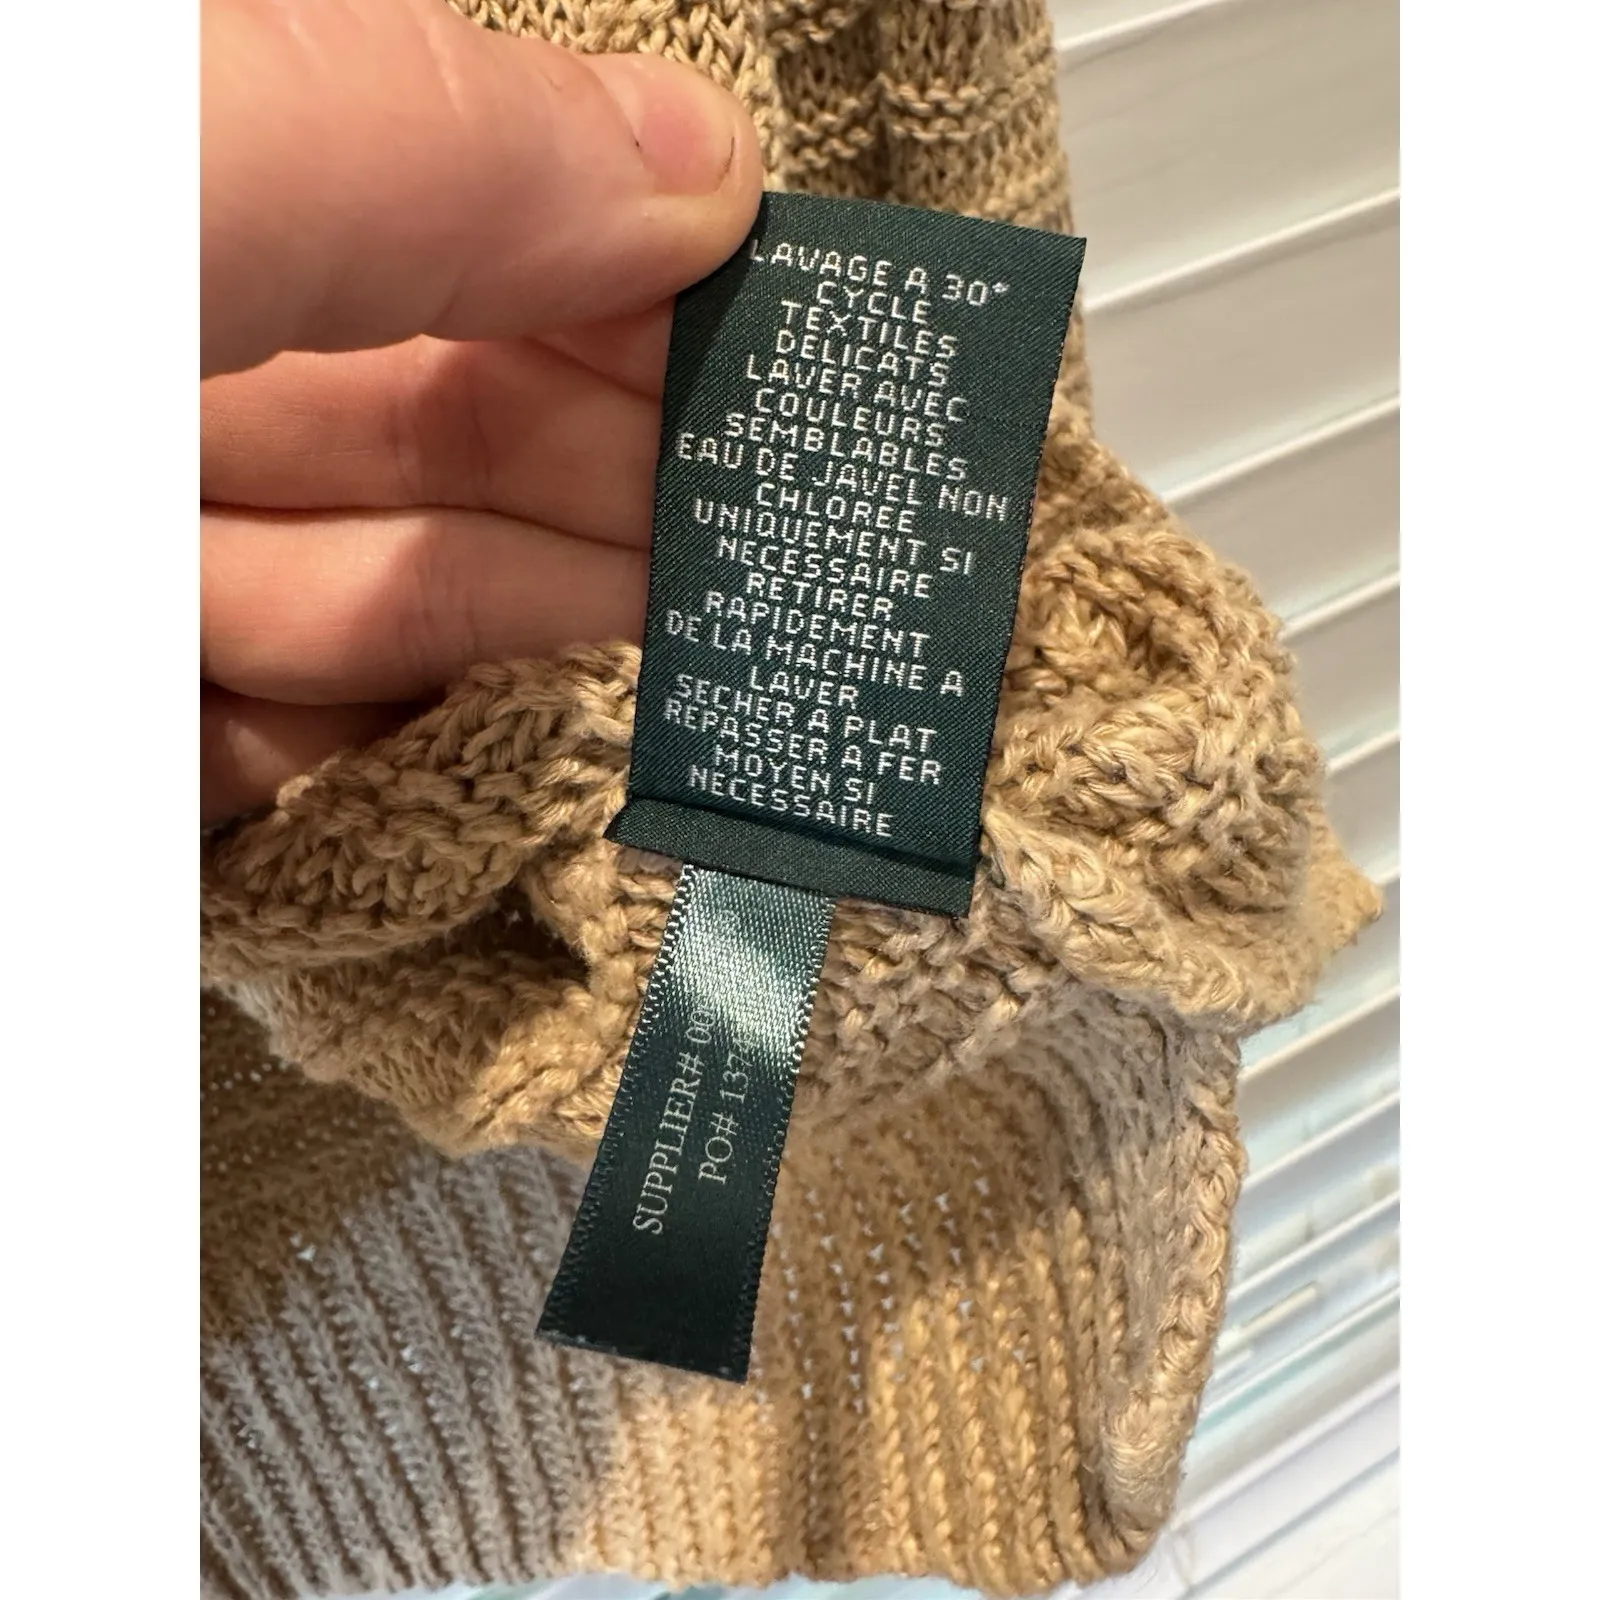 LAVAGE A 30°
CYCLE
TEXTILES
DELICATS
LAVER AVEC
COULEURS
SEMBLABLES
EAU DE JAVEL NON
CHLOREE
UNIQUEMENT SI
NECESSAIRE
RETIRER
RAPIDEMENT
DE LA MACHINE A
LAVER
SECHER A PLAT
REPASSER A FER
MOYEN SI
NECESSAIRE
SUPPLIER#
PO#